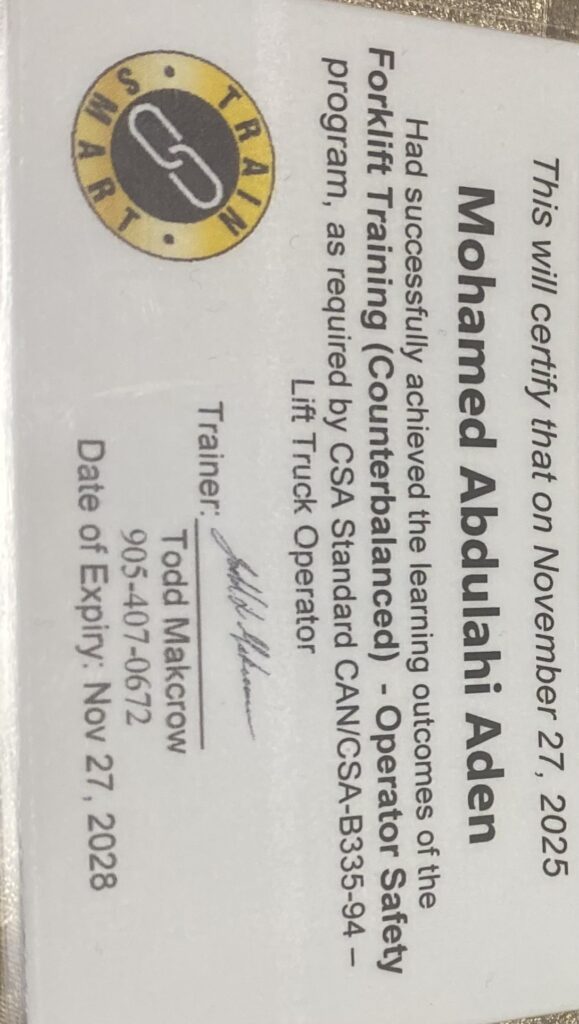 This will certify that on November 27, 2025
Mohamed Abdulahi Aden
Had successfully achieved the learning outcomes of the
Forklift Training (Counterbalanced) - Operator Safety
program, as required by CSA Standard CAN/CSA-B335-94 –
Lift Truck Operator
TRAIN SMART
Trainer:
Todd Makcrow
905-407-0672
Date of Expiry: Nov 27, 2028